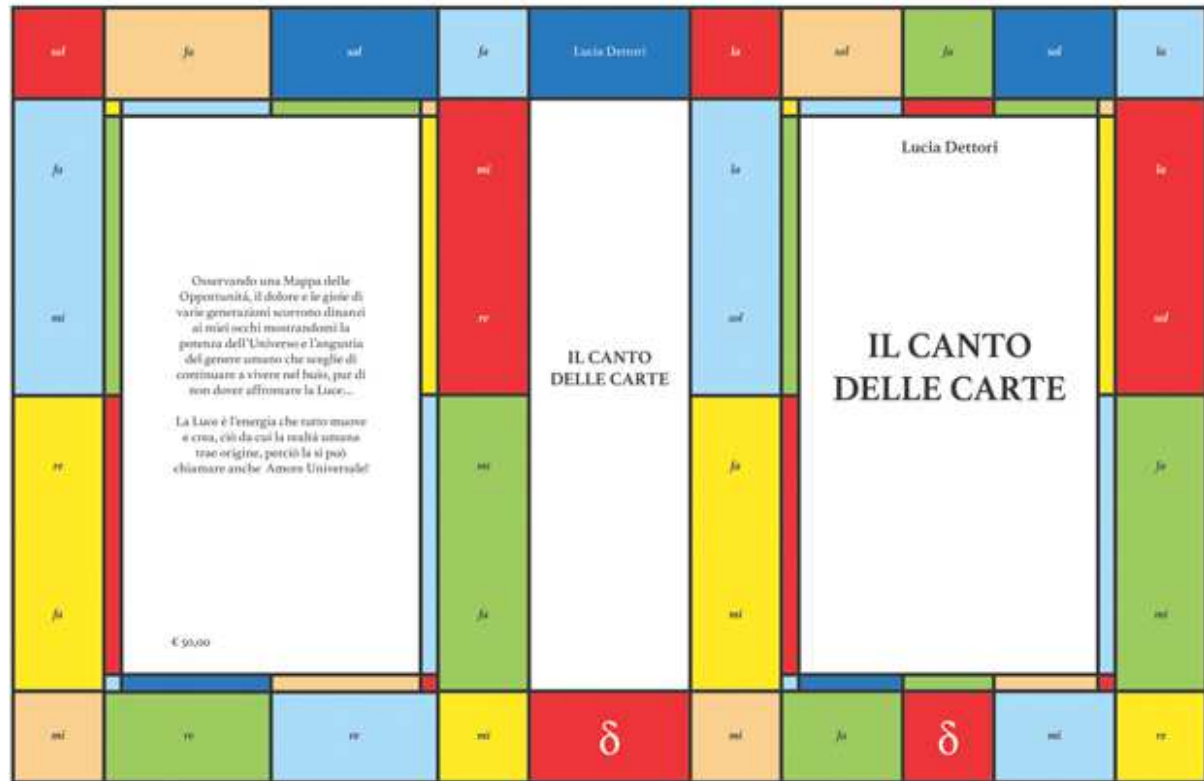 sol fa sol fa Lucia Dettori la sol fa sol la
fa
mi
re
fa
Osservando una Mappa delle
Opportunitá, il dolore e le gioie di
varie generazioni scorrono dinanzi
ai miei occhi mostrandomi la
potenza dell'Universo e l'angustia
del genere umano che sceglie di
continuare a vivere nel buio, pur di
non dover affrontare la Luce...
La Luce è l'energia che tutto muove
e crea, ciò da cui la realtà umana
trae origine, perciò la si può
chiamare anche Amore Universale!
€ 50,00
mi
re
mi
fa
IL CANTO
DELLE CARTE
la
sol
fa
mi
Lucia Dettori
IL CANTO
DELLE CARTE
la
sol
fa
mi
mi re re mi δ mi fa δ mi re